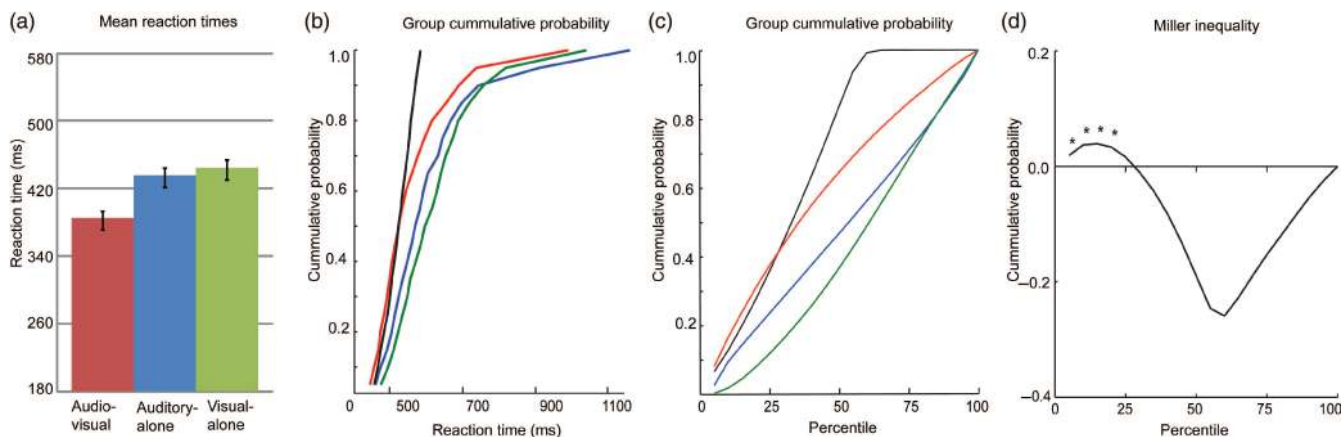 (a) Mean reaction times
580
500
420
340
260
180
Reaction time (ms)
Audio-
visual
Auditory-
alone
Visual-
alone
(b) Group cummulative probability
1.0
0.8
0.6
0.4
0.2
Cummulative probability
0 500 700 900 1100
Reaction time (ms)
(c) Group cummulative probability
1.0
0.8
0.6
0.4
0.2
Cummulative probability
0 25 50 75 100
Percentile
(d) Miller inequality
0.2
0.0
−0.2
−0.4
Cummulative probability
* * * *
0 25 50 75 100
Percentile